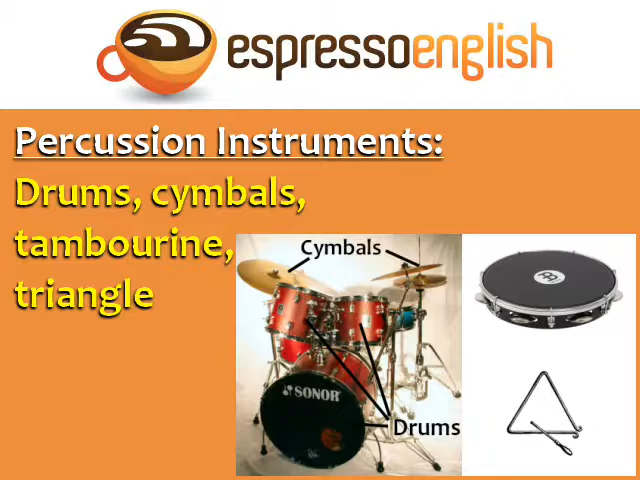 espressoenglish
Percussion Instruments:
Drums, cymbals,
tambourine,
triangle
Cymbals
SONOR
Drums